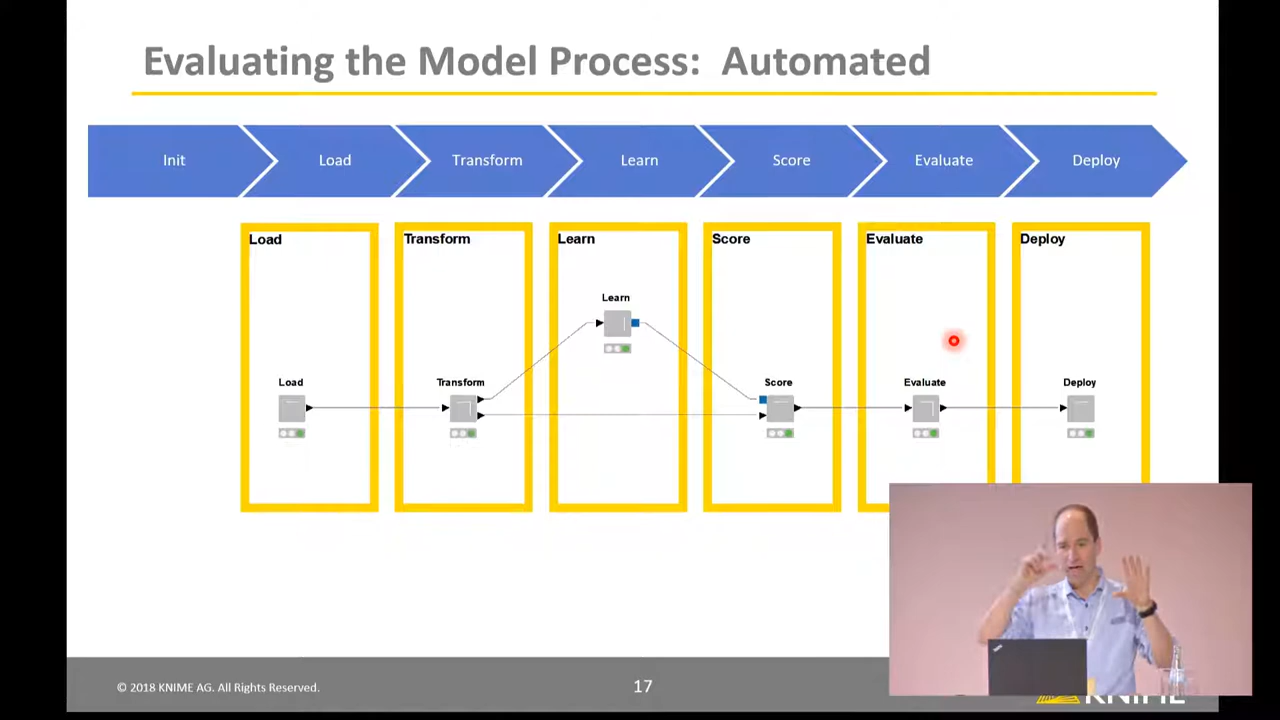 Evaluating the Model Process: Automated
Init Load Transform Learn Score Evaluate Deploy
Load Transform Learn Score Evaluate Deploy
Learn
Load Transform Score Evaluate Deploy
© 2018 KNIME AG. All Rights Reserved.
17
KNIME